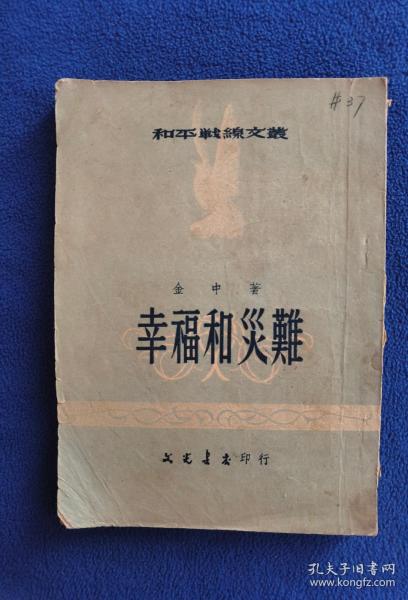 #37
和平戰線文叢
金中著
幸福和災難
文光書店印行
孔夫子旧书网
www.kongfz.com